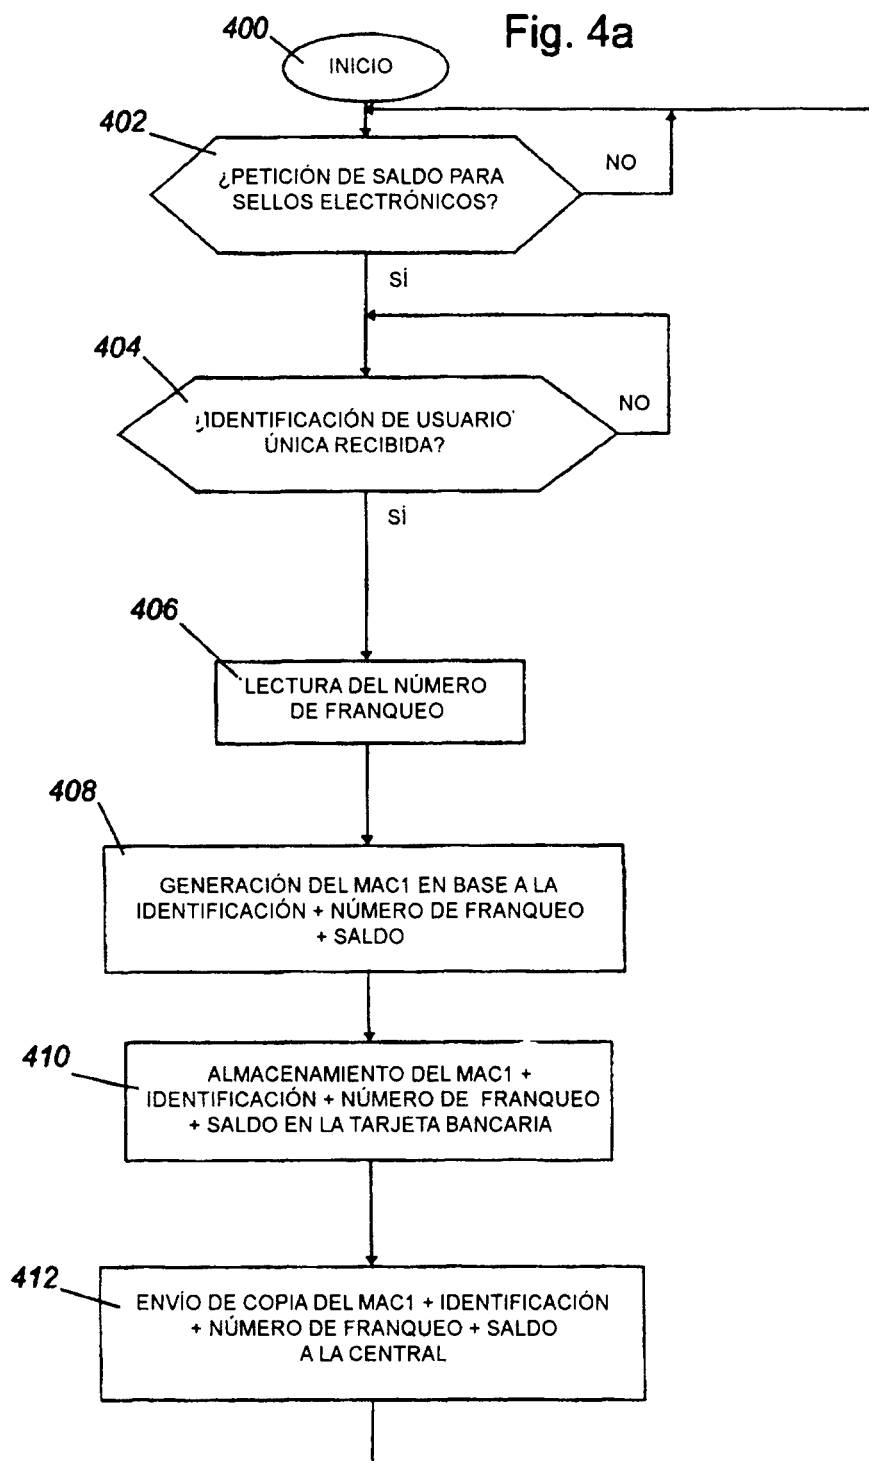 Fig. 4a
400
INICIO
402
¿PETICIÓN DE SALDO PARA
SELLOS ELECTRÓNICOS?
NO
SÍ
404
¿IDENTIFICACIÓN DE USUARIO
ÚNICA RECIBIDA?
NO
SÍ
406
LECTURA DEL NÚMERO
DE FRANQUEO
408
GENERACIÓN DEL MAC1 EN BASE A LA
IDENTIFICACIÓN + NÚMERO DE FRANQUEO
+ SALDO
410
ALMACENAMIENTO DEL MAC1 +
IDENTIFICACIÓN + NÚMERO DE FRANQUEO
+ SALDO EN LA TARJETA BANCARIA
412
ENVÍO DE COPIA DEL MAC1 + IDENTIFICACIÓN
+ NÚMERO DE FRANQUEO + SALDO
A LA CENTRAL